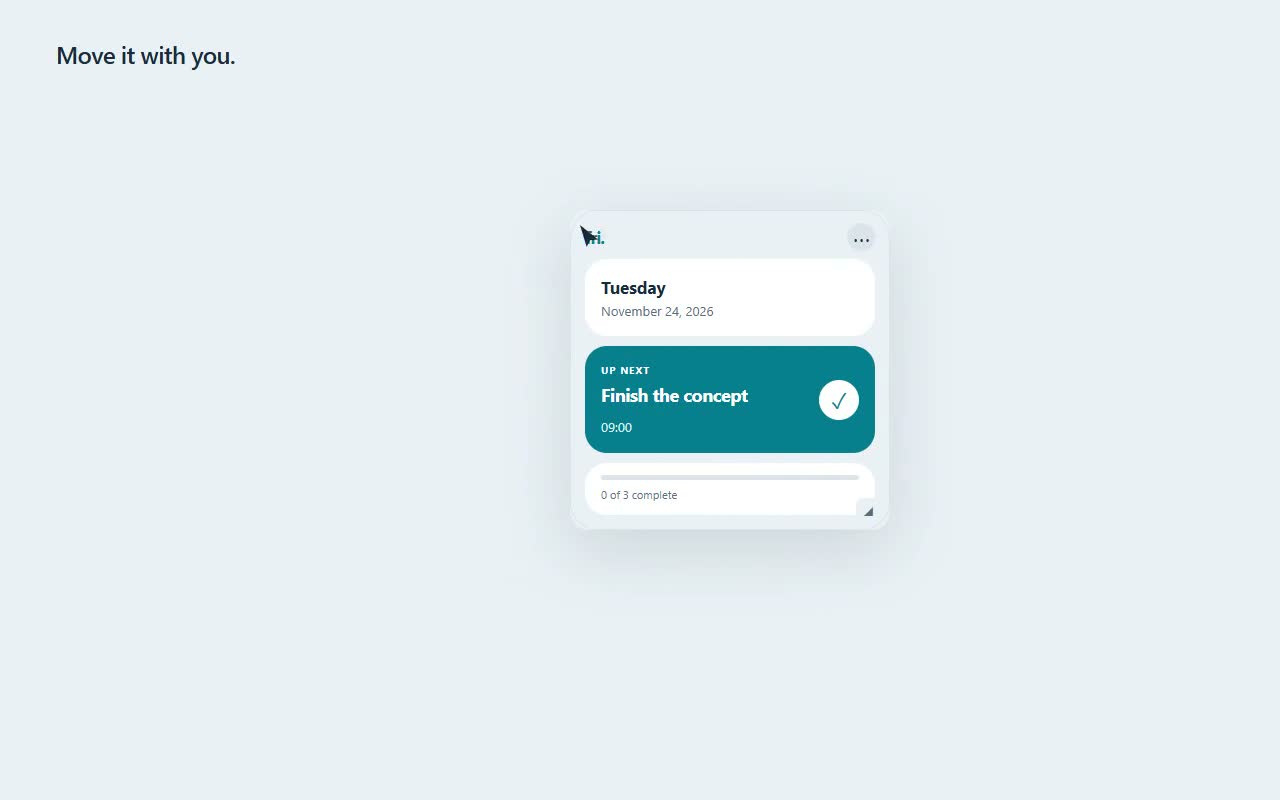 Move it with you.
Tuesday
November 24, 2026
UP NEXT
Finish the concept
09:00
✓
0 of 3 complete